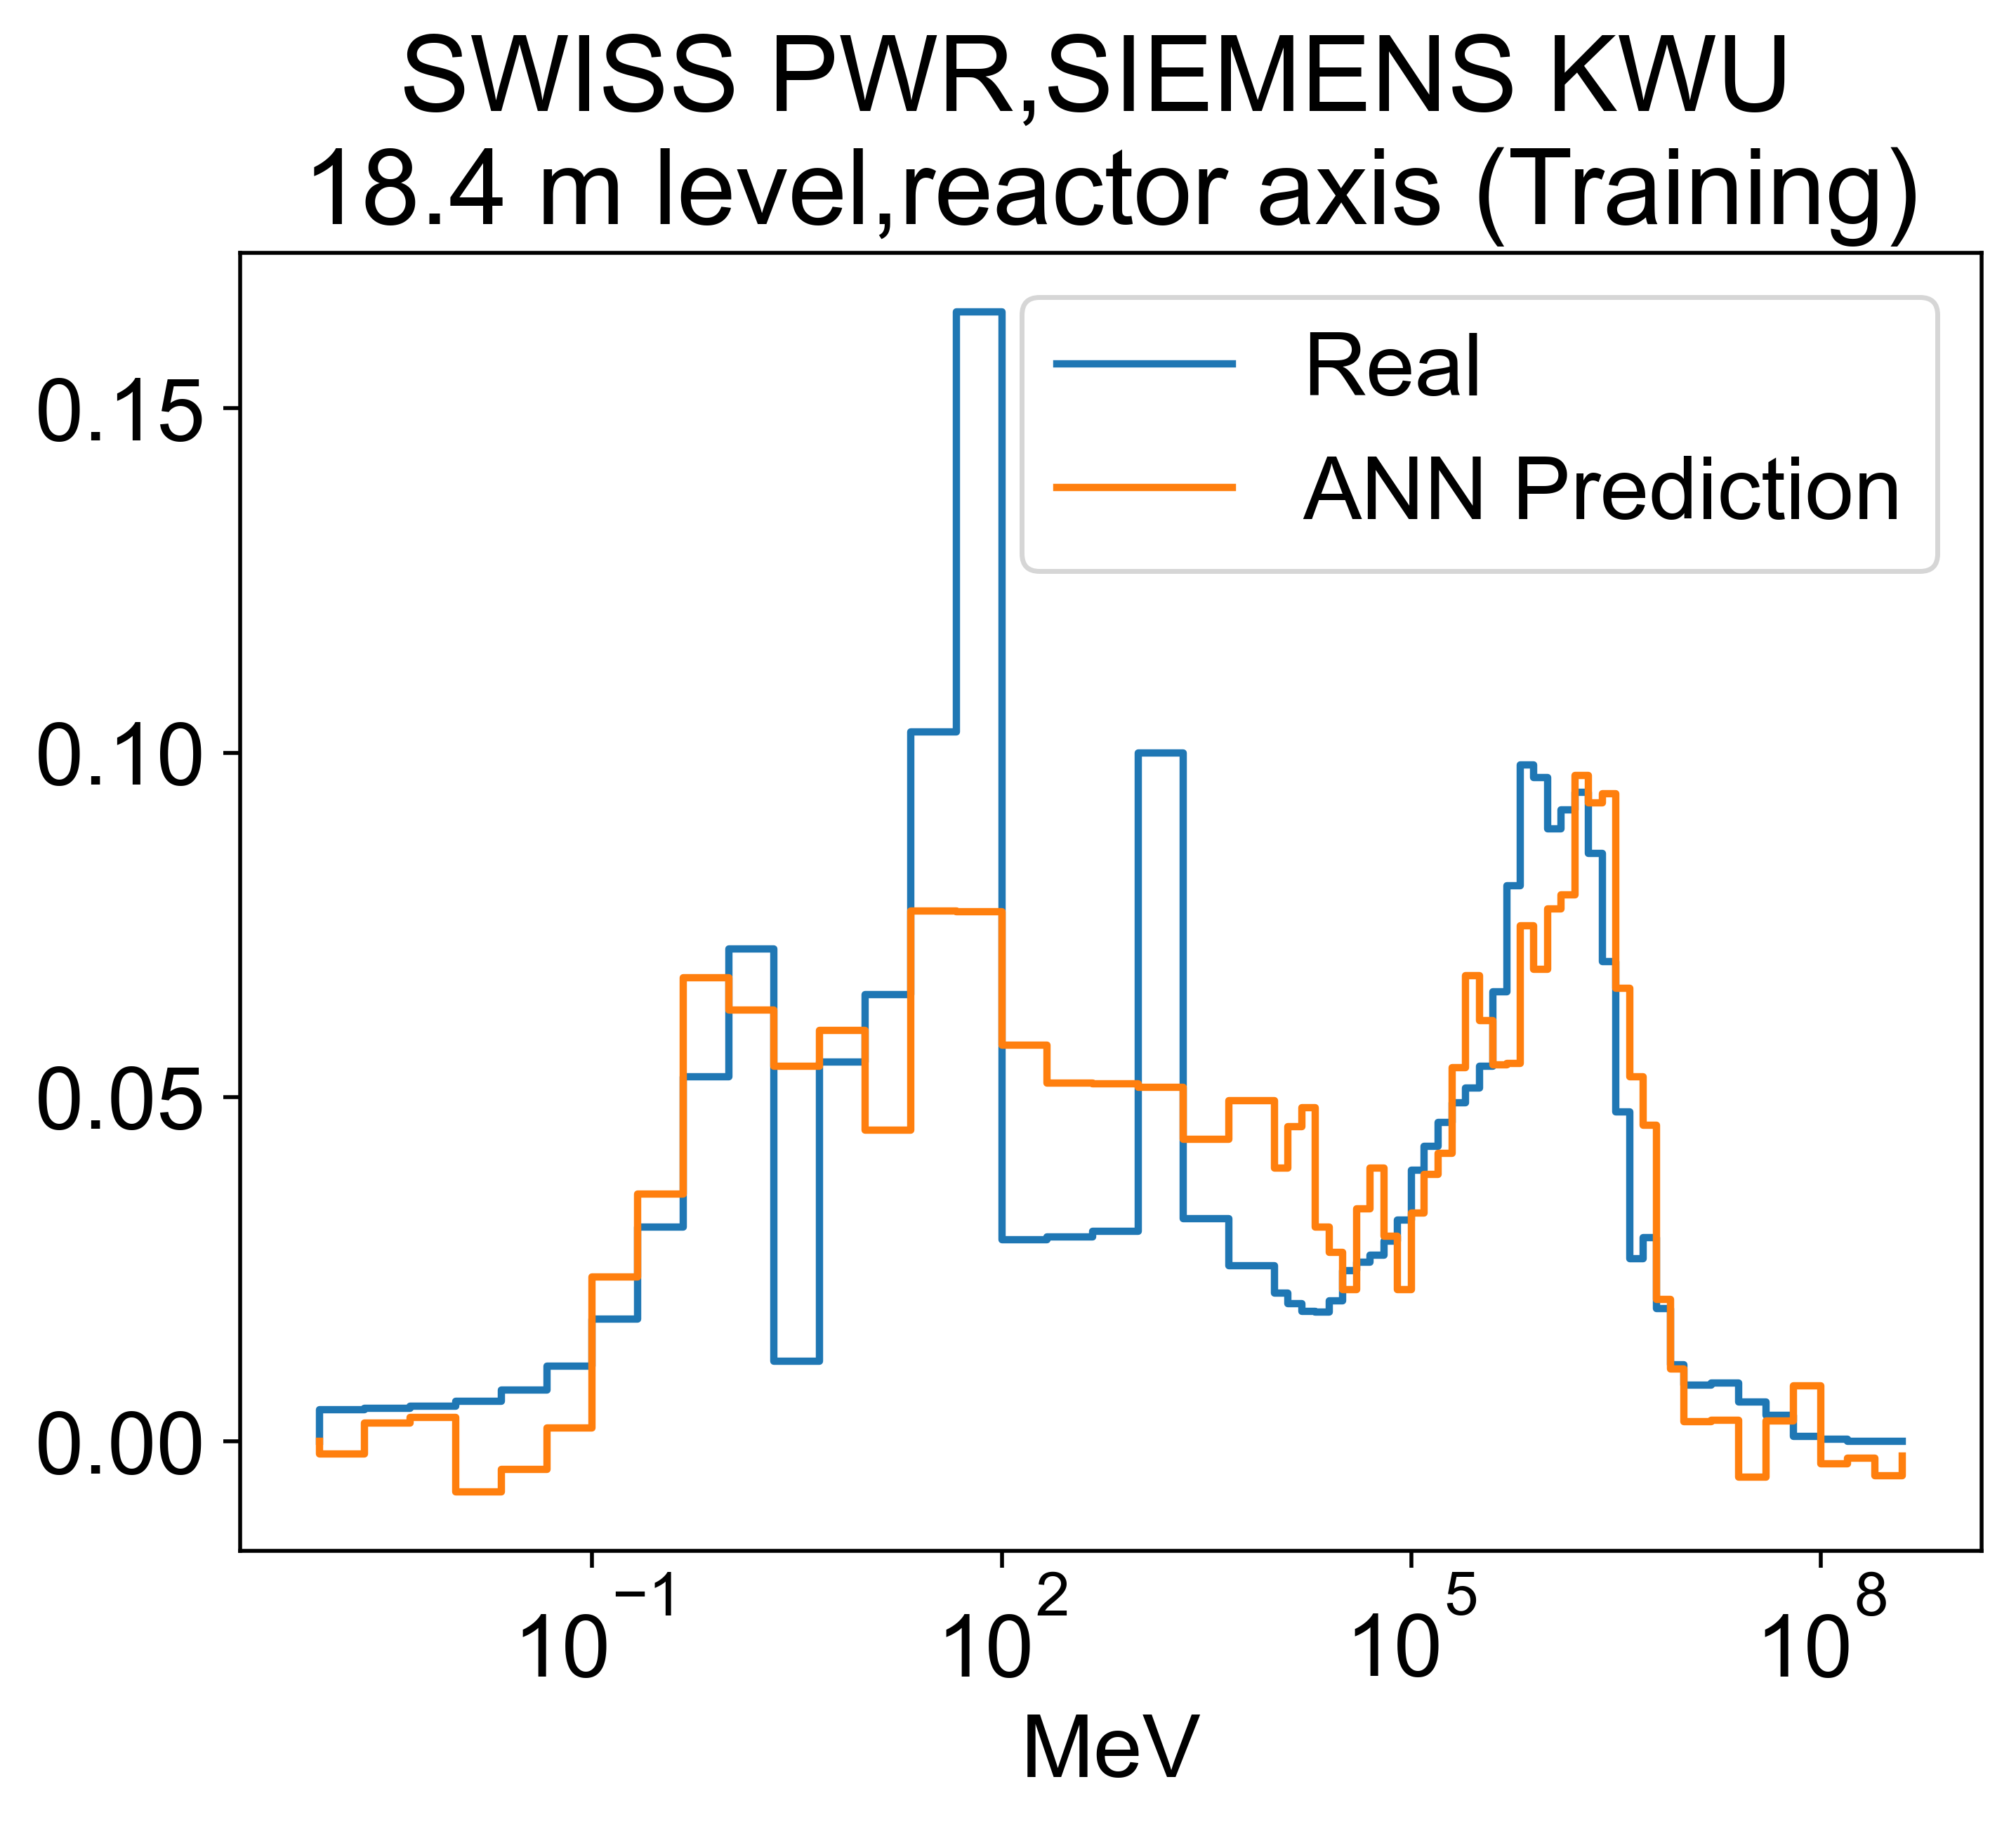 SWISS PWR,SIEMENS KWU
18.4 m level,reactor axis (Training)
Real
ANN Prediction
0.15
0.10
0.05
0.00
10⁻¹ 10² 10⁵ 10⁸
MeV